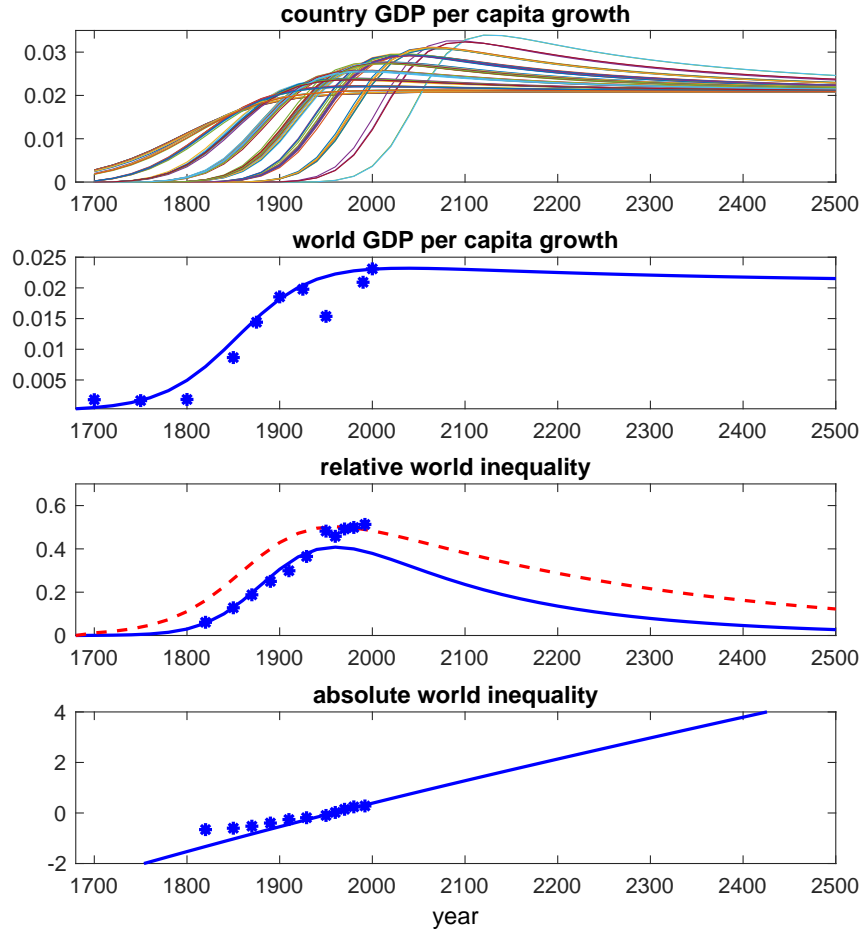 country GDP per capita growth
0.03
0.02
0.01
0
1700 1800 1900 2000 2100 2200 2300 2400 2500
world GDP per capita growth
0.025
0.02
0.015
0.01
0.005
1700 1800 1900 2000 2100 2200 2300 2400 2500
relative world inequality
0.6
0.4
0.2
0
1700 1800 1900 2000 2100 2200 2300 2400 2500
absolute world inequality
4
2
0
-2
1700 1800 1900 2000 2100 2200 2300 2400 2500
year